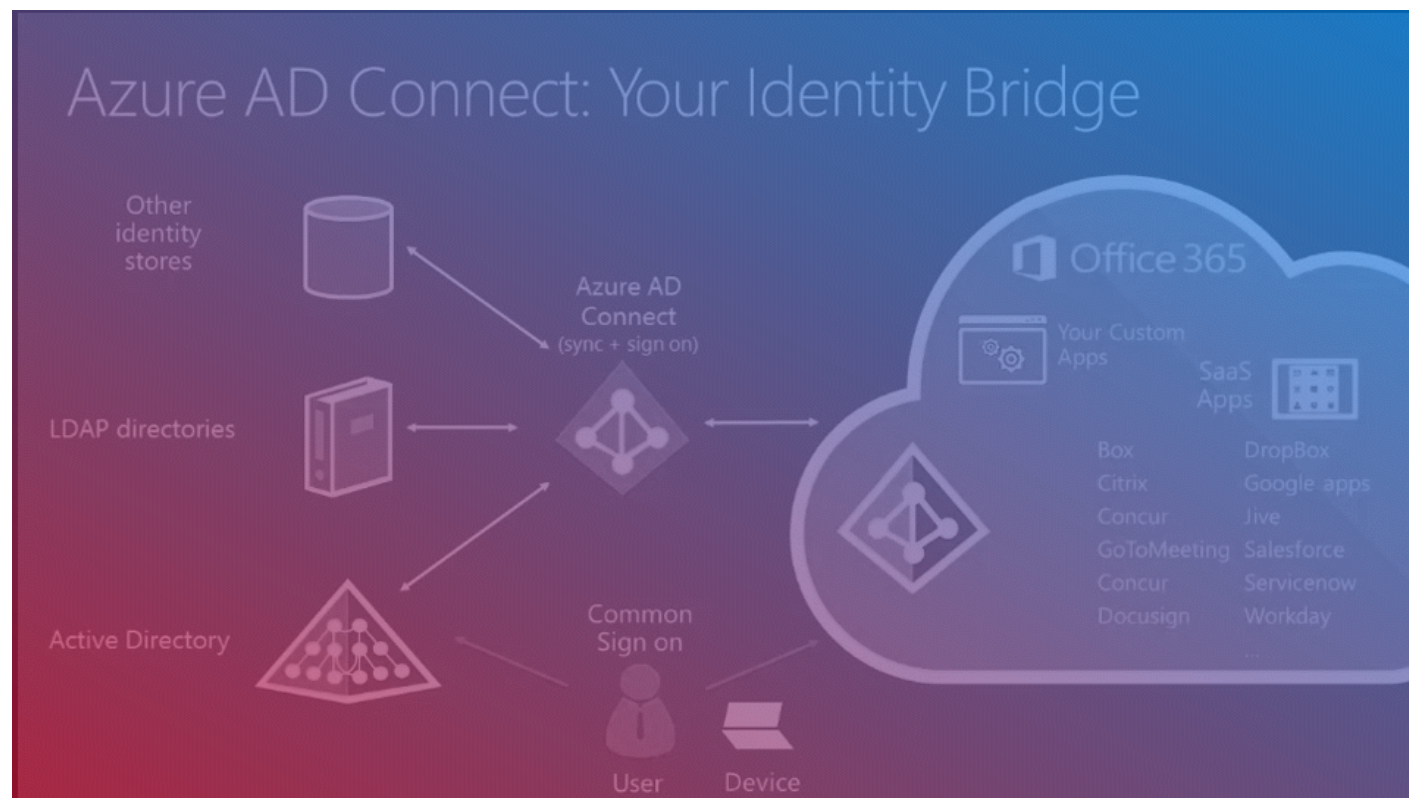 Azure AD Connect: Your Identity Bridge
Other
identity
stores
Azure AD
Connect
(sync + sign on)
LDAP directories
Active Directory
Common
Sign on
User
Device
Office 365
Your Custom
Apps
SaaS
Apps
Box
DropBox
Citrix
Google apps
Concur
Jive
GoToMeeting
Salesforce
Concur
Servicenow
Docusign
Workday
...